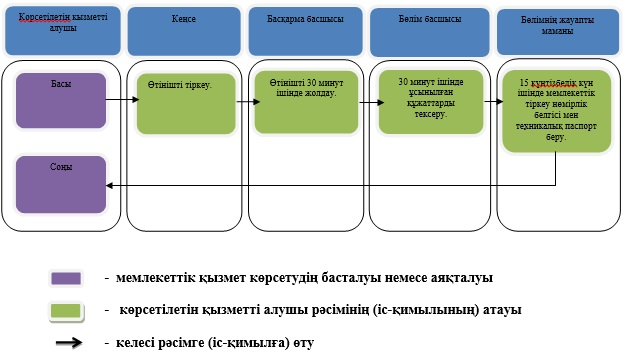 Көрсетілетін қызметті
алушы
Кеңсе
Басқарма басшысы
Бөлім басшысы
Бөлімнің жауапты
маманы
Басы
Өтінішті тіркеу.
Өтінішті 30 минут
ішінде жолдау.
30 минут ішінде
ұсынылған
құжаттарды
тексеру.
15 күнтізбелік күн
ішінде мемлекеттік
тіркеу нөмірлік
белгісі мен
техникалық паспорт
беру.
Соңы
- мемлекеттік қызмет көрсетудің басталуы немесе аяқталуы
- көрсетілетін қызметті алушы рәсімінің (іс-қимылының) атауы
- келесі рәсімге (іс-қимылға) өту